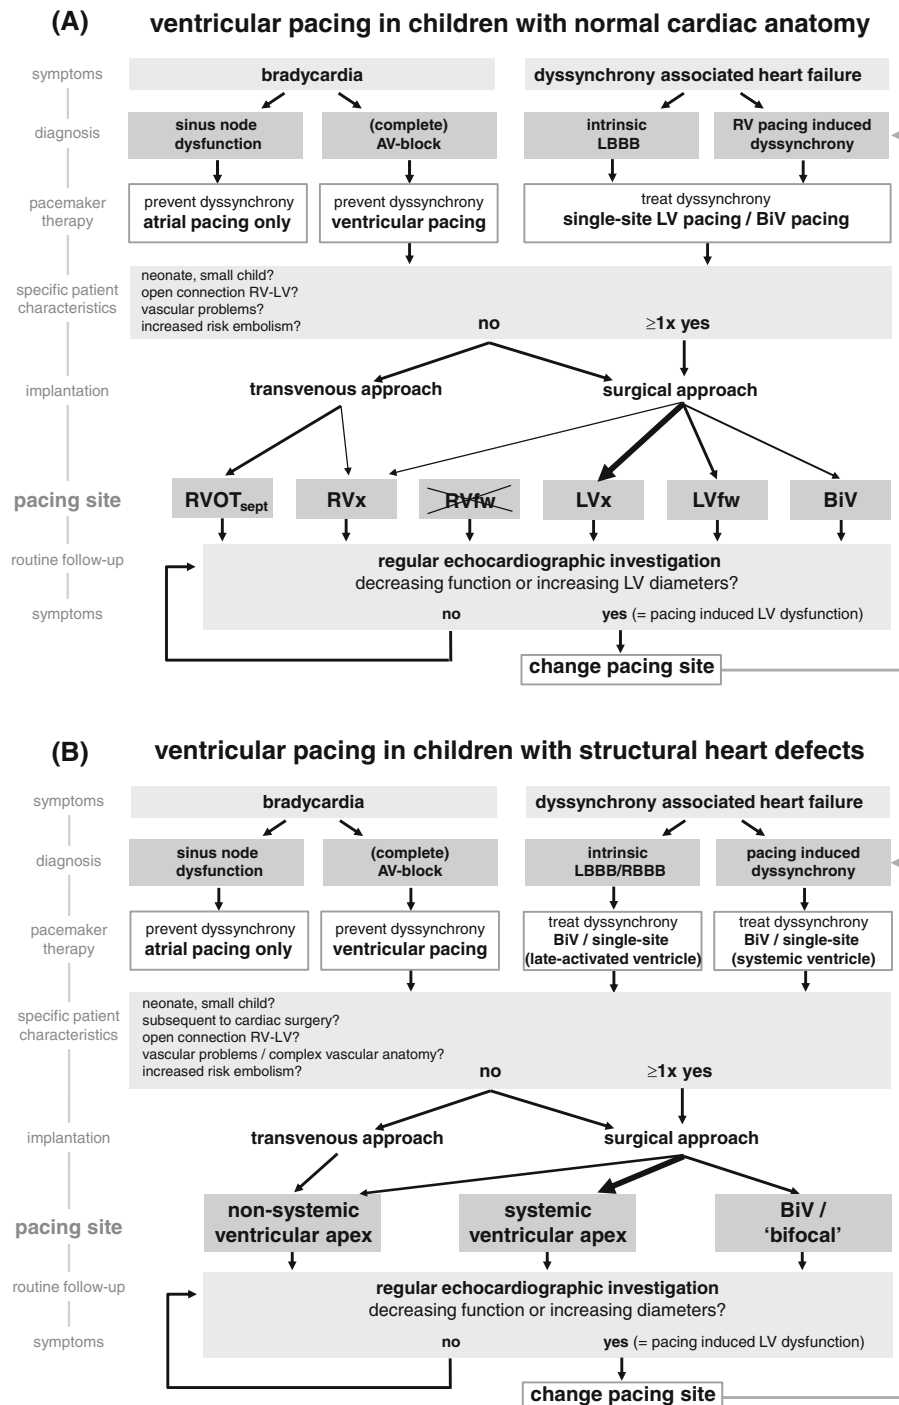 (A) ventricular pacing in children with normal cardiac anatomy
symptoms
bradycardia
dyssynchrony associated heart failure
diagnosis
sinus node
dysfunction
(complete)
AV-block
intrinsic
LBBB
RV pacing induced
dyssynchrony
pacemaker
therapy
prevent dyssynchrony
atrial pacing only
prevent dyssynchrony
ventricular pacing
treat dyssynchrony
single-site LV pacing / BiV pacing
specific patient
characteristics
neonate, small child?
open connection RV-LV?
vascular problems?
increased risk embolism?
no
≥1x yes
implantation
transvenous approach
surgical approach
pacing site
RVOTsept
RVx
RVfw
LVx
LVfw
BiV
routine follow-up
regular echocardiographic investigation
decreasing function or increasing LV diameters?
symptoms
no
yes (= pacing induced LV dysfunction)
change pacing site
(B) ventricular pacing in children with structural heart defects
symptoms
bradycardia
dyssynchrony associated heart failure
diagnosis
sinus node
dysfunction
(complete)
AV-block
intrinsic
LBBB/RBBB
pacing induced
dyssynchrony
pacemaker
therapy
prevent dyssynchrony
atrial pacing only
prevent dyssynchrony
ventricular pacing
treat dyssynchrony
BiV / single-site
(late-activated ventricle)
treat dyssynchrony
BiV / single-site
(systemic ventricle)
specific patient
characteristics
neonate, small child?
subsequent to cardiac surgery?
open connection RV-LV?
vascular problems / complex vascular anatomy?
increased risk embolism?
no
≥1x yes
implantation
transvenous approach
surgical approach
pacing site
non-systemic
ventricular apex
systemic
ventricular apex
BiV /
‘bifocal’
routine follow-up
regular echocardiographic investigation
decreasing function or increasing diameters?
symptoms
no
yes (= pacing induced LV dysfunction)
change pacing site